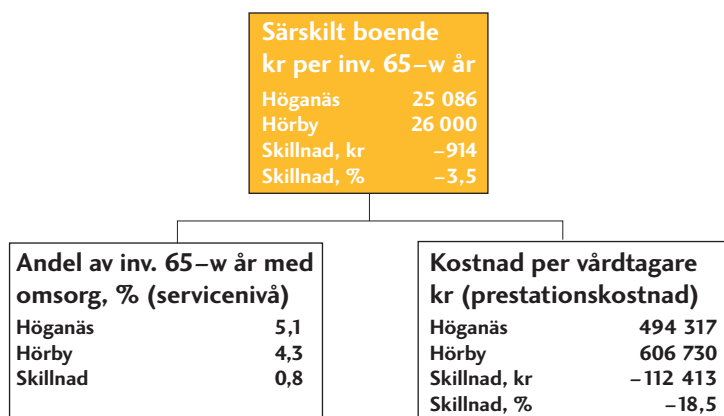 Särskilt boende
kr per inv. 65–w år
Höganäs 25 086
Hörby 26 000
Skillnad, kr –914
Skillnad, % –3,5
Andel av inv. 65–w år med
omsorg, % (servicenivå)
Höganäs 5,1
Hörby 4,3
Skillnad 0,8
Kostnad per vårdtagare
kr (prestationskostnad)
Höganäs 494 317
Hörby 606 730
Skillnad, kr –112 413
Skillnad, % –18,5